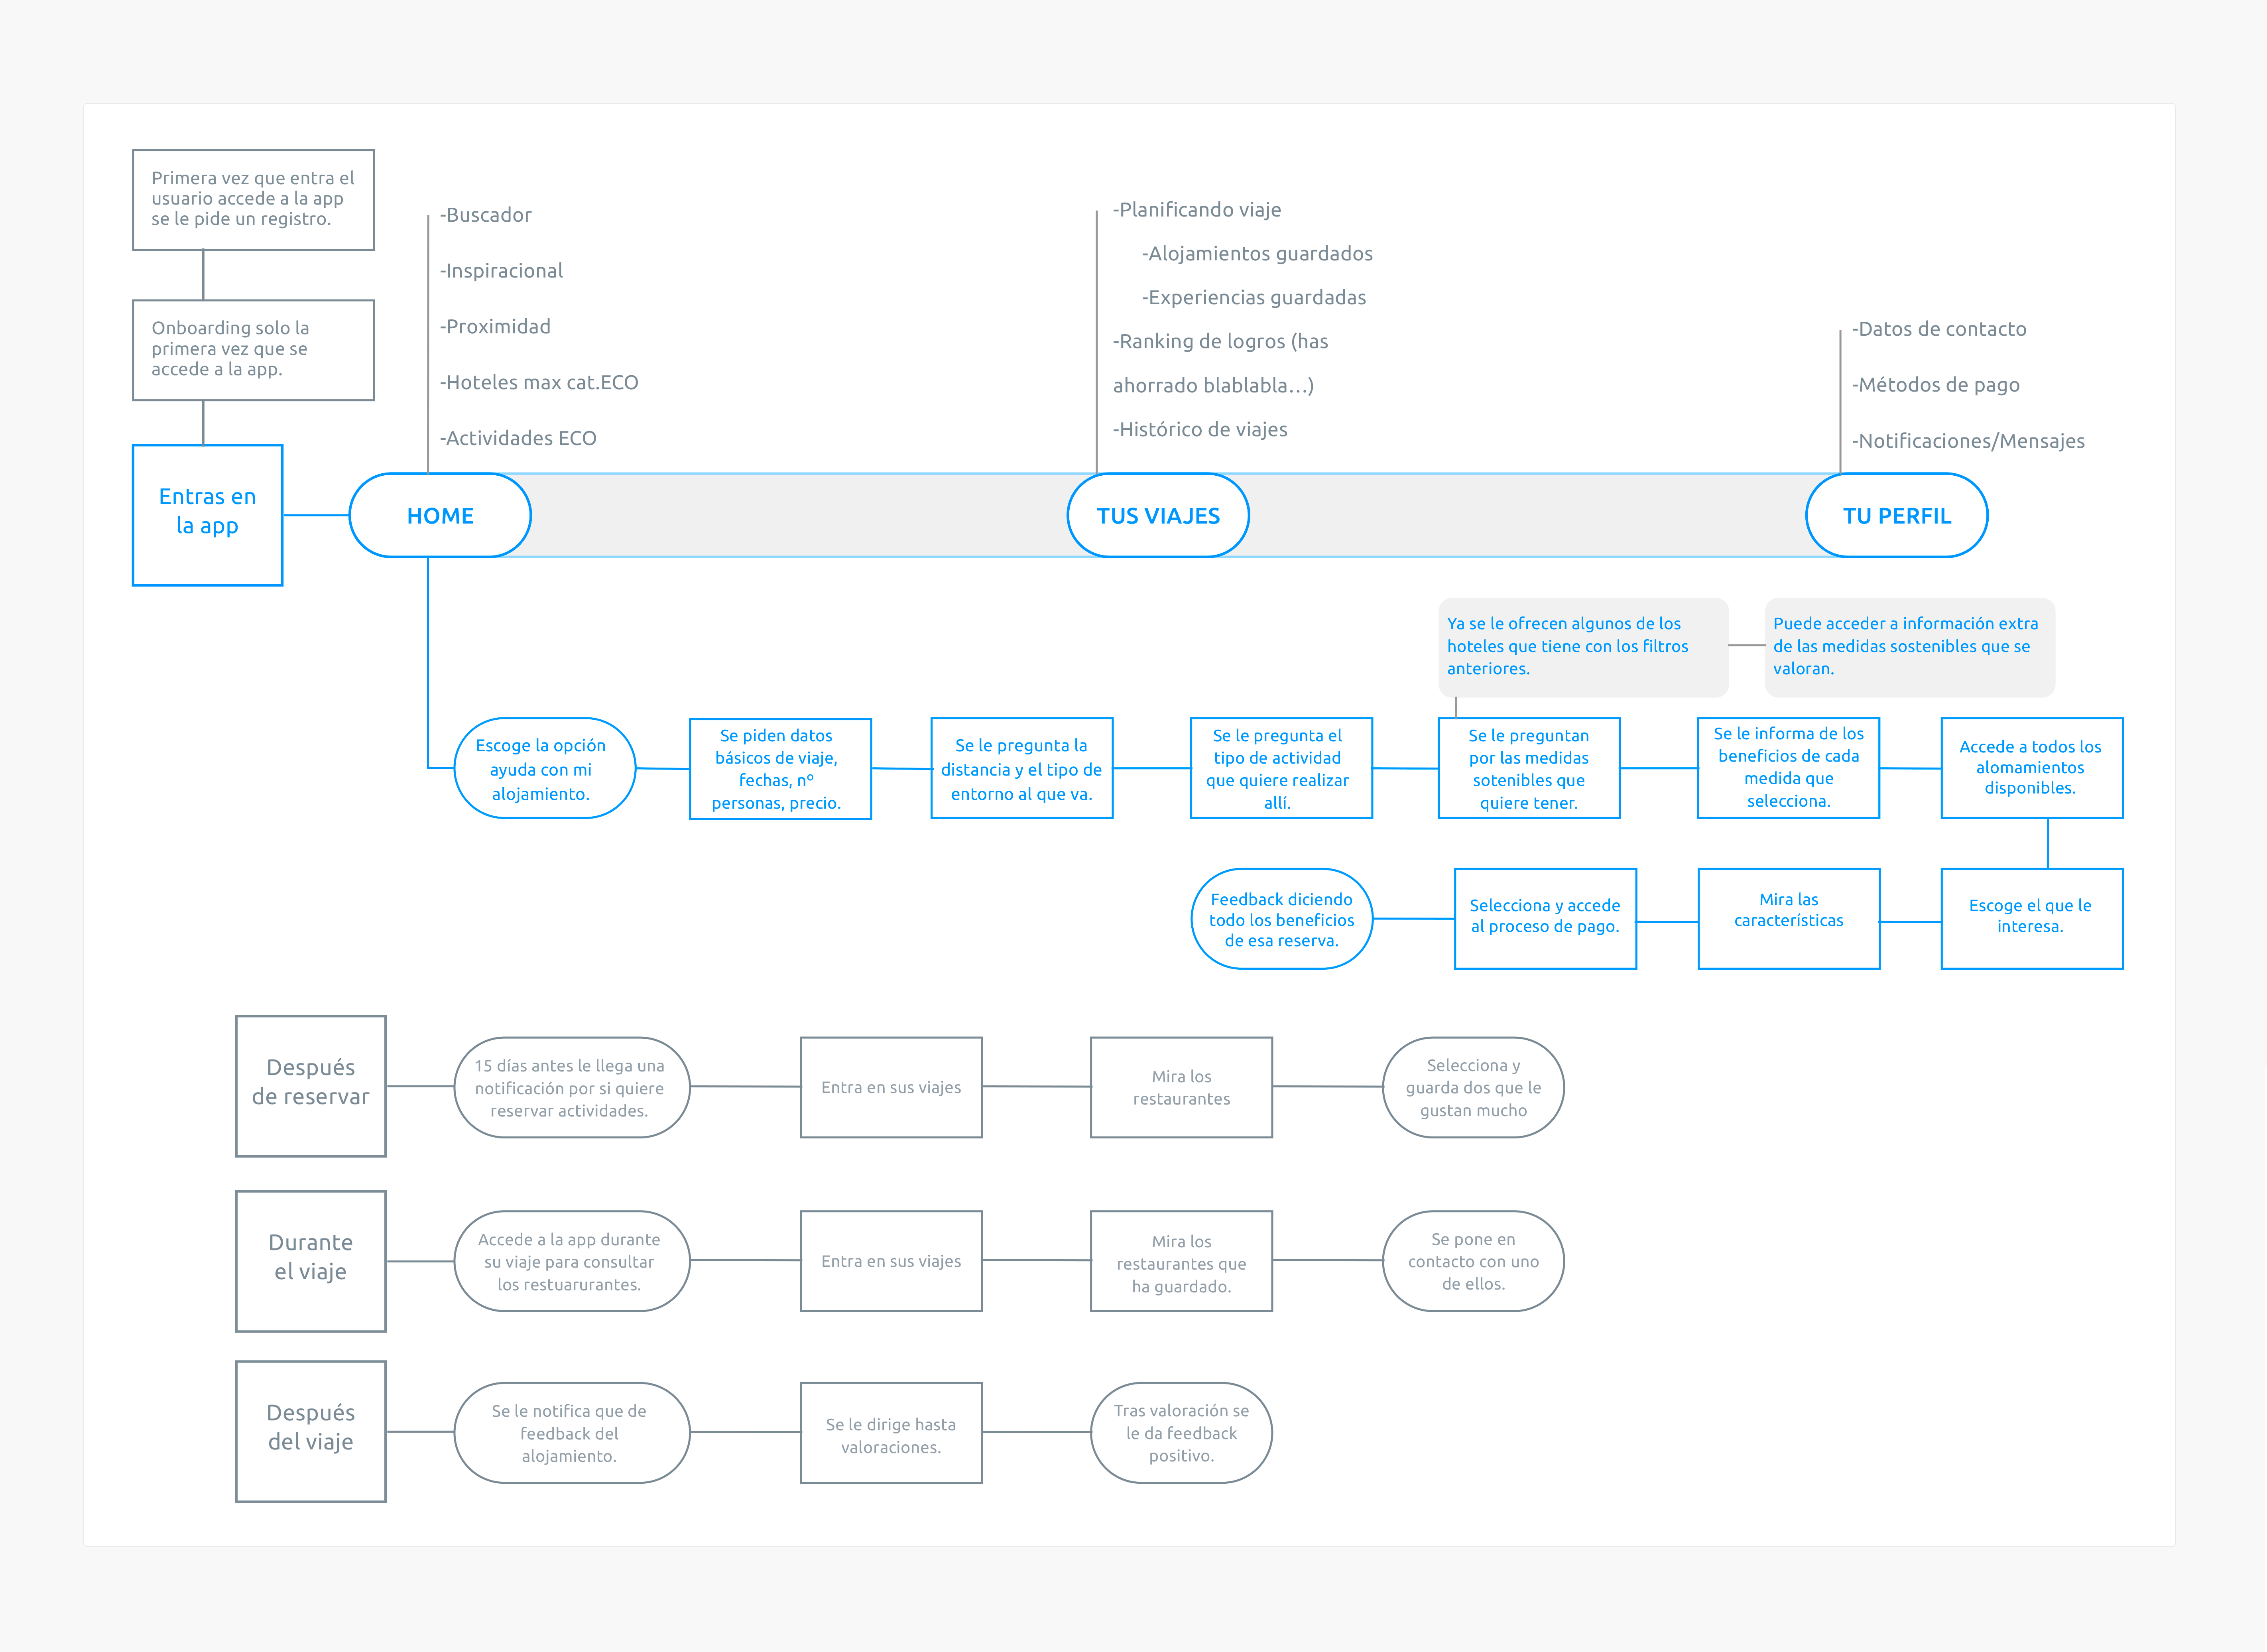 Primera vez que entra el
usuario accede a la app
se le pide un registro.
Onboarding solo la
primera vez que se
accede a la app.
Entras en
la app
-Buscador
-Inspiracional
-Proximidad
-Hoteles max cat.ECO
-Actividades ECO
HOME
-Planificando viaje
-Alojamientos guardados
-Experiencias guardadas
-Ranking de logros (has
ahorrado blablabla...)
-Histórico de viajes
TUS VIAJES
-Datos de contacto
-Métodos de pago
-Notificaciones/Mensajes
TU PERFIL
Ya se le ofrecen algunos de los
hoteles que tiene con los filtros
anteriores.
Puede acceder a información extra
de las medidas sostenibles que se
valoran.
Escoge la opción
ayuda con mi
alojamiento.
Se piden datos
básicos de viaje,
fechas, nº
personas, precio.
Se le pregunta la
distancia y el tipo de
entorno al que va.
Se le pregunta el
tipo de actividad
que quiere realizar
allí.
Se le preguntan
por las medidas
sotenibles que
quiere tener.
Se le informa de los
beneficios de cada
medida que
selecciona.
Accede a todos los
alomamientos
disponibles.
Feedback diciendo
todo los beneficios
de esa reserva.
Selecciona y accede
al proceso de pago.
Mira las
características
Escoge el que le
interesa.
Después
de reservar
15 días antes le llega una
notificación por si quiere
reservar actividades.
Entra en sus viajes
Mira los
restaurantes
Selecciona y
guarda dos que le
gustan mucho
Durante
el viaje
Accede a la app durante
su viaje para consultar
los restuarurantes.
Entra en sus viajes
Mira los
restaurantes que
ha guardado.
Se pone en
contacto con uno
de ellos.
Después
del viaje
Se le notifica que de
feedback del
alojamiento.
Se le dirige hasta
valoraciones.
Tras valoración se
le da feedback
positivo.